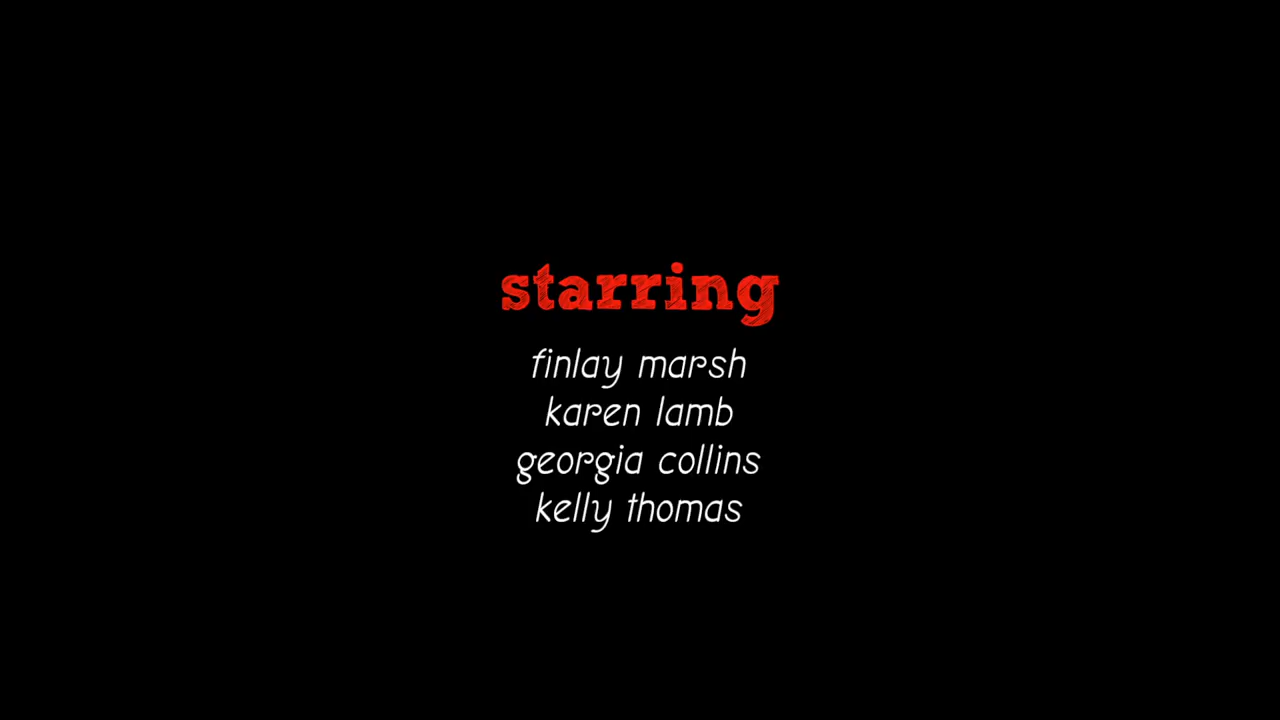 starring
finlay marsh
karen lamb
georgia collins
kelly thomas